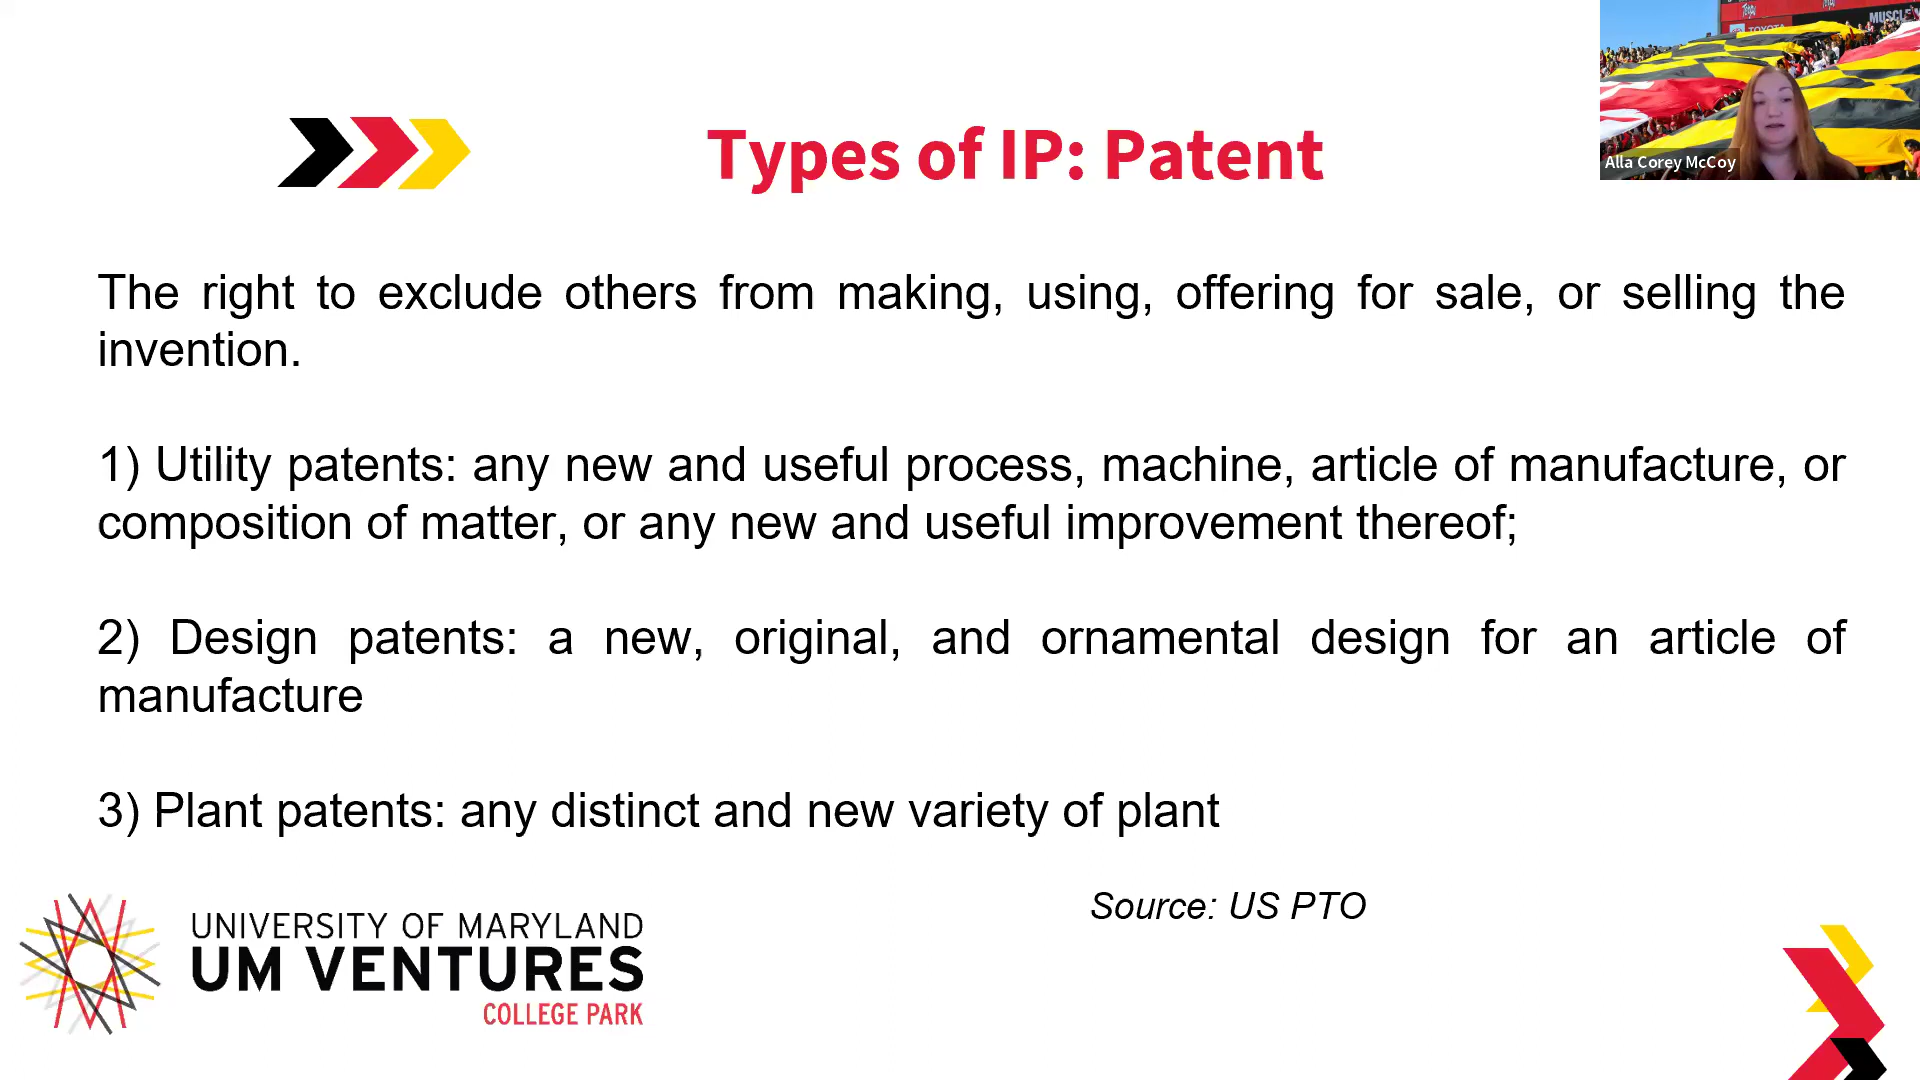 Types of IP: Patent
TOYOTA
Alla Corey McCoy
The right to exclude others from making, using, offering for sale, or selling the
invention.
1) Utility patents: any new and useful process, machine, article of manufacture, or
composition of matter, or any new and useful improvement thereof;
2) Design patents: a new, original, and ornamental design for an article of
manufacture
3) Plant patents: any distinct and new variety of plant
Source: US PTO
UNIVERSITY OF MARYLAND
UM VENTURES
COLLEGE PARK